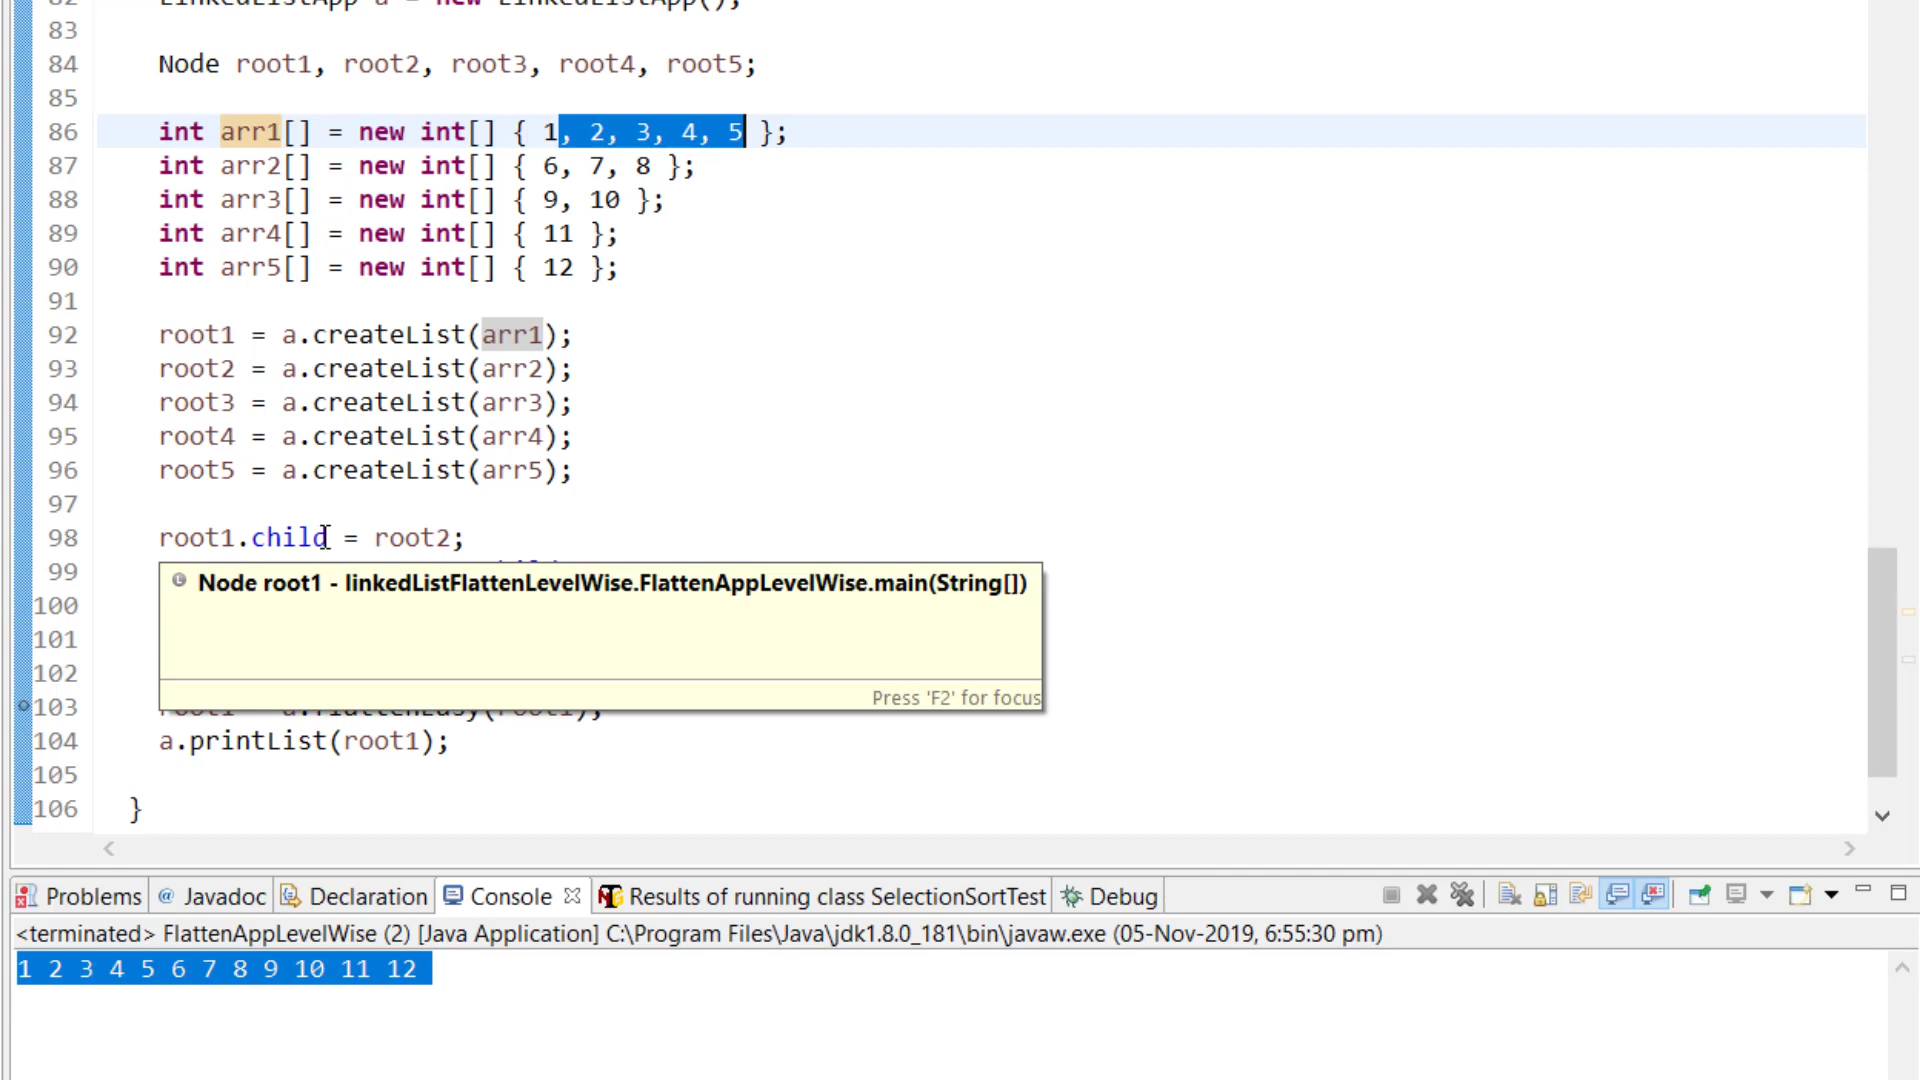 82 LinkedListApp a = new LinkedListApp();
83
84 Node root1, root2, root3, root4, root5;
85
86 int arr1[] = new int[] { 1, 2, 3, 4, 5 };
87 int arr2[] = new int[] { 6, 7, 8 };
88 int arr3[] = new int[] { 9, 10 };
89 int arr4[] = new int[] { 11 };
90 int arr5[] = new int[] { 12 };
91
92 root1 = a.createList(arr1);
93 root2 = a.createList(arr2);
94 root3 = a.createList(arr3);
95 root4 = a.createList(arr4);
96 root5 = a.createList(arr5);
97
98 root1.child = root2;
99
Node root1 - linkedListFlattenLevelWise.FlattenAppLevelWise.main(String[])
100
101
102
Press 'F2' for focus
103 root1 = a.flattenEasy(root1);
104 a.printList(root1);
105
106 }
Problems @ Javadoc Declaration Console Results of running class SelectionSortTest Debug
<terminated> FlattenAppLevelWise (2) [Java Application] C:\Program Files\Java\jdk1.8.0_181\bin\javaw.exe (05-Nov-2019, 6:55:30 pm)
1 2 3 4 5 6 7 8 9 10 11 12